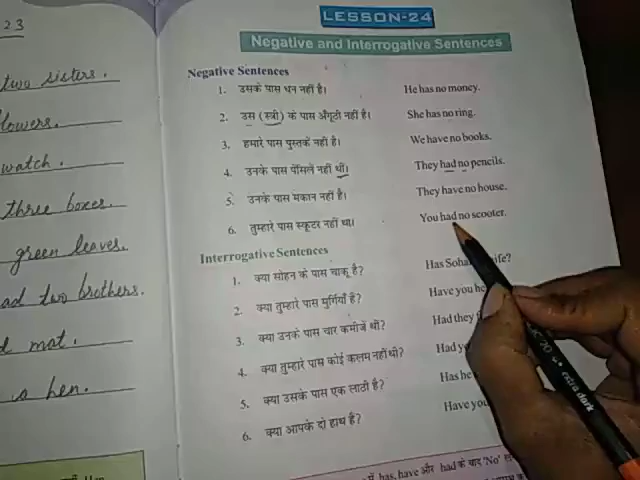 23
two sisters.
lowers.
watch.
three boxes.
green leaves.
ad two brothers.
mat.
hen.
LESSON-24
Negative and Interrogative Sentences
Negative Sentences
1. उसके पास धन नहीं है। He has no money.
2. उस (स्त्री) के पास अँगूठी नहीं है। She has no ring.
3. हमारे पास पुस्तकें नहीं है। We have no books.
4. उनके पास पेंसिलें नहीं थीं। They had no pencils.
5. उनके पास मकान नहीं है। They have no house.
6. तुम्हारे पास स्कूटर नहीं था। You had no scooter.
Interrogative Sentences
1. क्या सोहन के पास चाकू है? Has Soha ife?
2. क्या तुम्हारे पास मुर्गियाँ हैं? Have you he
3. क्या उनके पास चार कमीजें थीं? Had they
4. क्या तुम्हारे पास कोई कलम नहीं थी? Had y
5. क्या उसके पास एक लाठी है? Has he
6. क्या आपके दो हाथ हैं? Have you
में has, have और had के बाद 'No'
extra dark